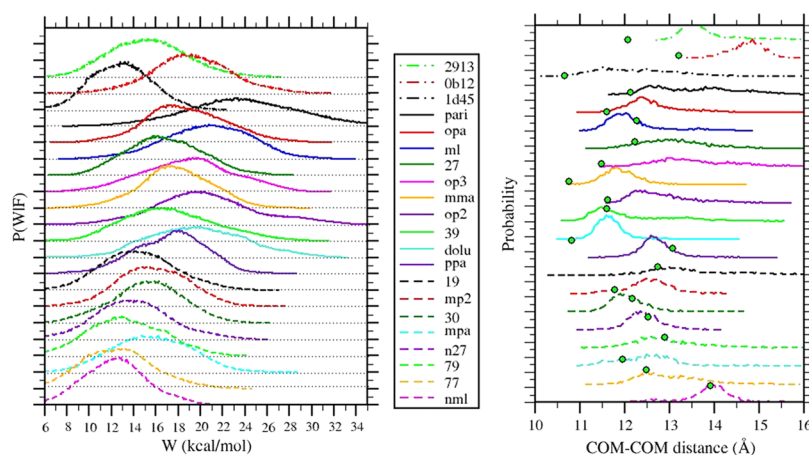 P(W|F)
6 8 10 12 14 16 18 20 22 24 26 28 30 32 34
W (kcal/mol)
2913
0b12
1d45
pari
opa
ml
27
op3
mma
op2
39
dolu
ppa
19
mp2
30
mpa
n27
79
77
nml
Probability
10 11 12 13 14 15 16
COM-COM distance (Å)